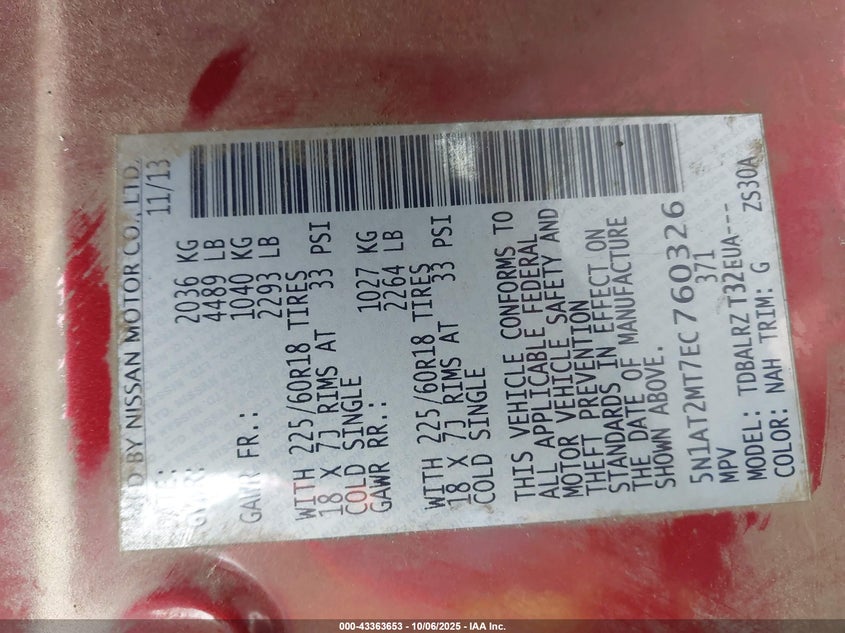 MFD BY NISSAN MOTOR CO., LTD.
DATE: 11/13
GVWR: 2036 KG
4489 LB
GAWR FR.: 1040 KG
2293 LB
WITH 225/60R18 TIRES
18 X 7J RIMS AT 33 PSI
COLD SINGLE
GAWR RR.: 1027 KG
2264 LB
WITH 225/60R18 TIRES
18 X 7J RIMS AT 33 PSI
COLD SINGLE
THIS VEHICLE CONFORMS TO
ALL APPLICABLE FEDERAL
MOTOR VEHICLE SAFETY AND
THEFT PREVENTION
STANDARDS IN EFFECT ON
THE DATE OF MANUFACTURE
SHOWN ABOVE.
5N1AT2MT7EC760326
MPV 371
MODEL: TDBALRZ T32EUA---
COLOR: NAH TRIM: G ZS30A
000-43363653 - 10/06/2025 - IAA Inc.